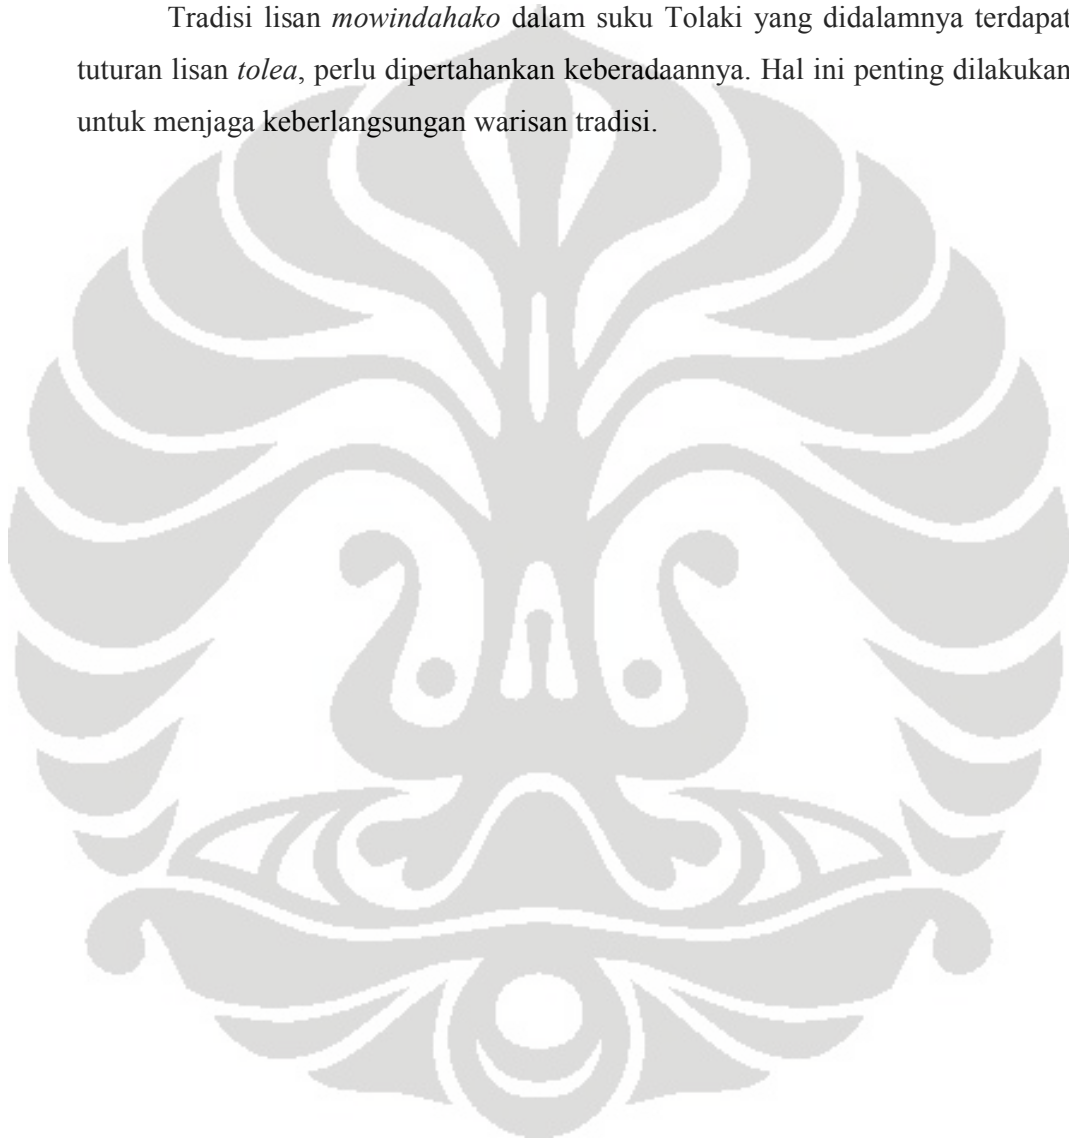 Tradisi lisan mowindahako dalam suku Tolaki yang didalamnya terdapat
tuturan lisan tolea, perlu dipertahankan keberadaannya. Hal ini penting dilakukan
untuk menjaga keberlangsungan warisan tradisi.